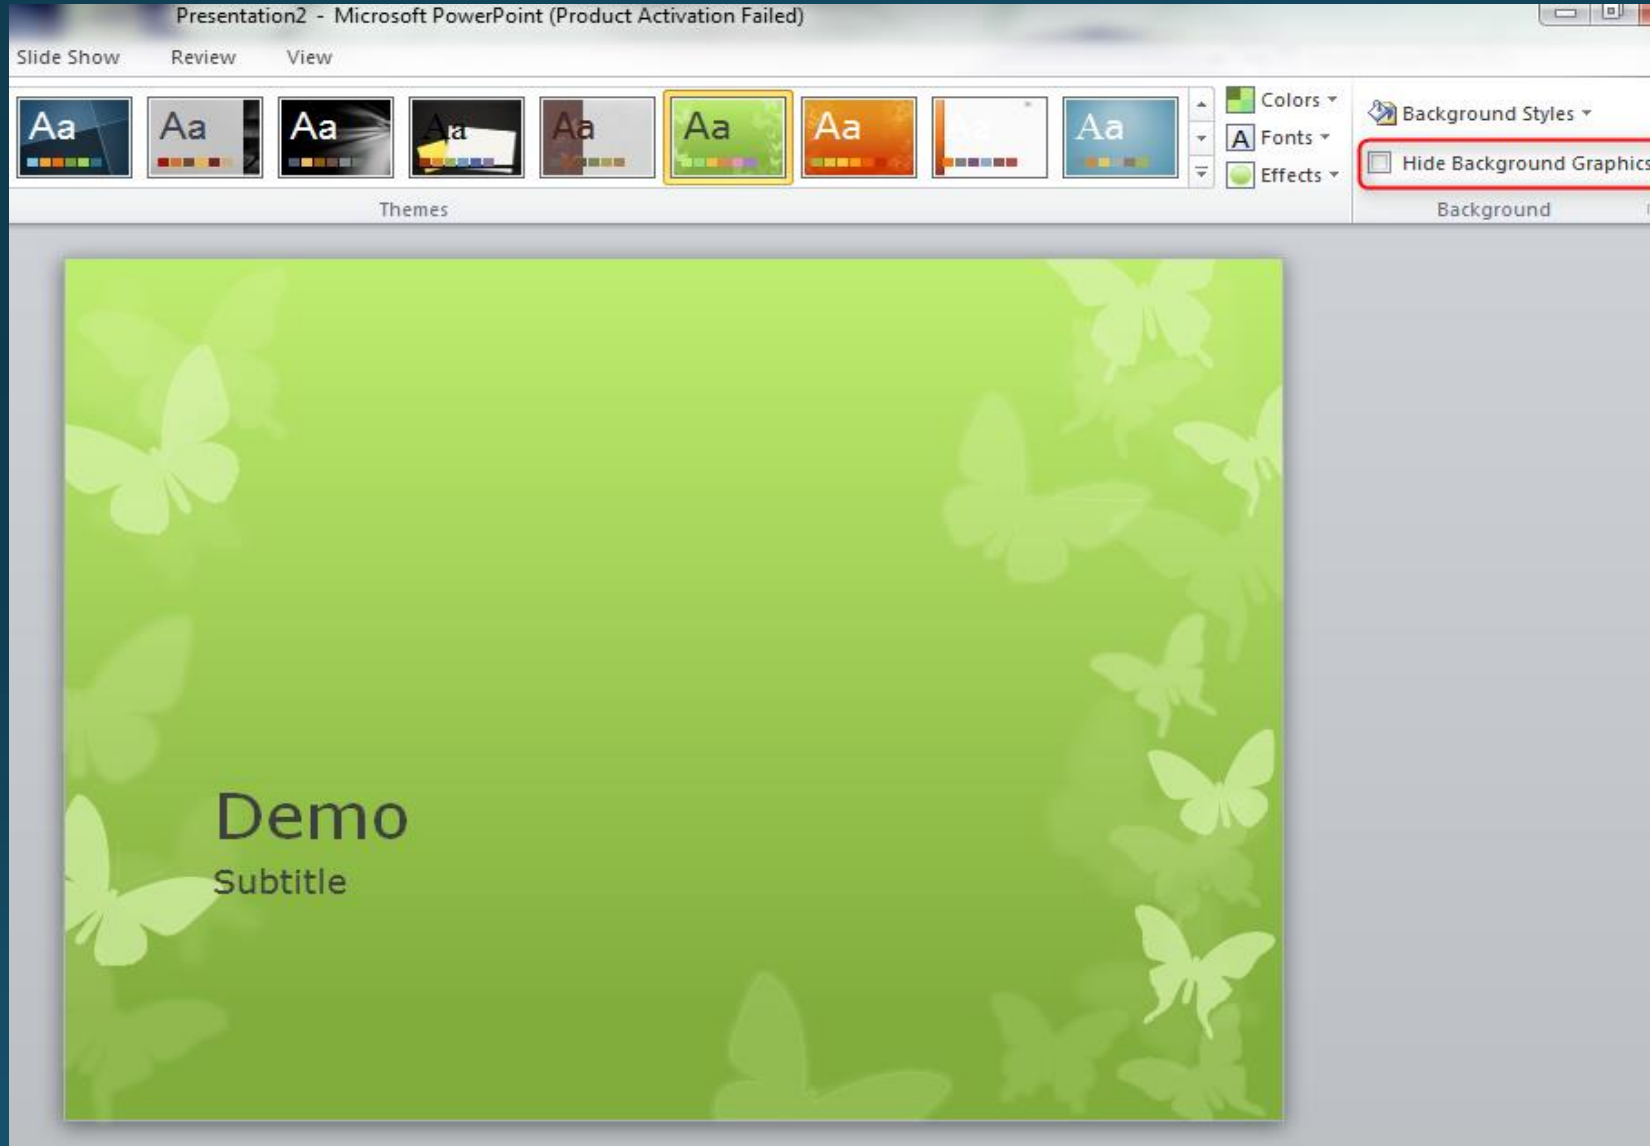 Presentation2 - Microsoft PowerPoint (Product Activation Failed)
Slide Show Review View
Aa Aa Aa Aa Aa Aa Aa Aa Aa
Colors
Fonts
Effects
Themes
Background Styles
Hide Background Graphics
Background
Demo
Subtitle